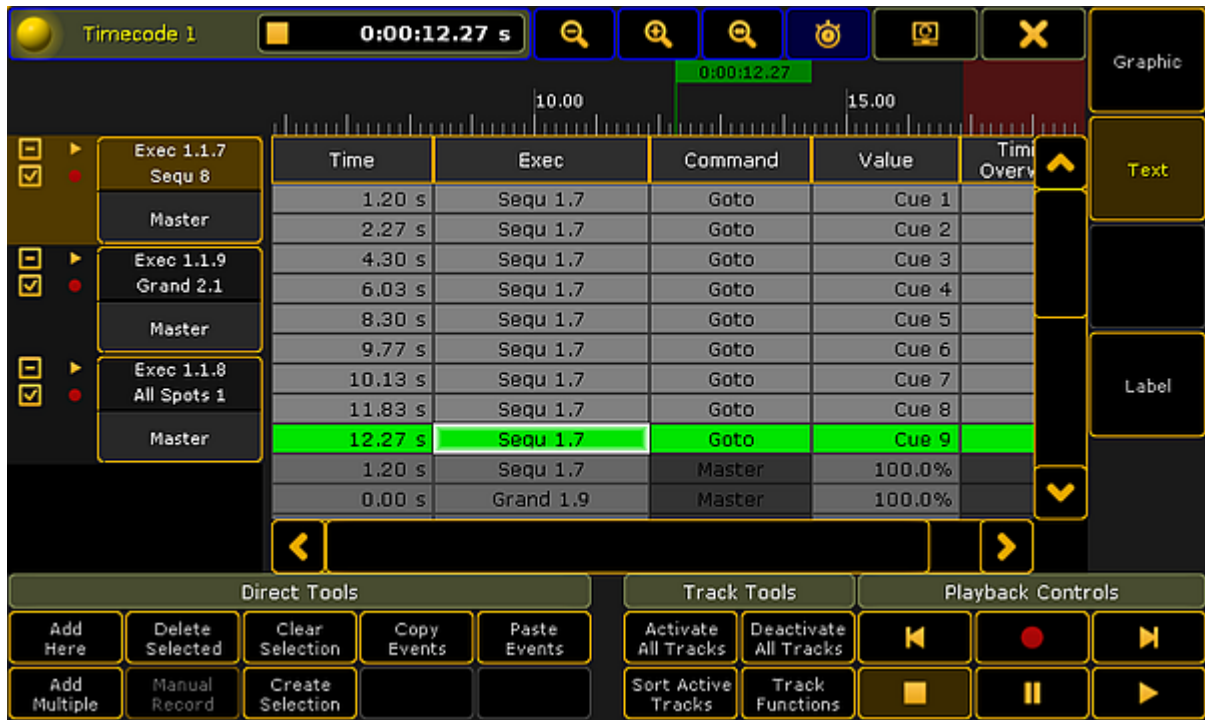 Timecode 1
0:00:12.27 s
Graphic
0:00:12.27
10.00
15.00
Exec 1.1.7
Sequ 8
Master
Exec 1.1.9
Grand 2.1
Master
Exec 1.1.8
All Spots 1
Master
Time Exec Command Value Timi
Overw
1.20 s Sequ 1.7 Goto Cue 1
2.27 s Sequ 1.7 Goto Cue 2
4.30 s Sequ 1.7 Goto Cue 3
6.03 s Sequ 1.7 Goto Cue 4
8.30 s Sequ 1.7 Goto Cue 5
9.77 s Sequ 1.7 Goto Cue 6
10.13 s Sequ 1.7 Goto Cue 7
11.83 s Sequ 1.7 Goto Cue 8
12.27 s Sequ 1.7 Goto Cue 9
1.20 s Sequ 1.7 Master 100.0%
0.00 s Grand 1.9 Master 100.0%
Text
Label
Direct Tools
Add
Here
Delete
Selected
Clear
Selection
Copy
Events
Paste
Events
Add
Multiple
Manual
Record
Create
Selection
Track Tools
Activate
All Tracks
Deactivate
All Tracks
Sort Active
Tracks
Track
Functions
Playback Controls